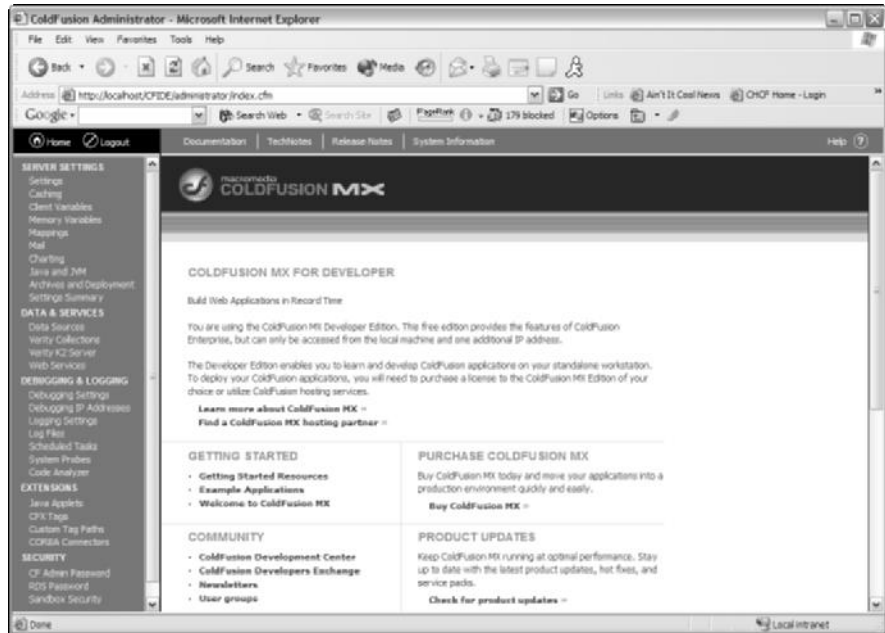 ColdFusion Administrator - Microsoft Internet Explorer
File Edit View Favorites Tools Help
Back Search Favorites Media
Address http://localhost/CFIDE/administrator/index.cfm Go Links Ain't It Cool News CHCF Home - Login »
Google Search Web Search Site PageRank 179 blocked Options
Home Logout Documentation | TechNotes | Release Notes | System Information Help ?
SERVER SETTINGS
Settings
Caching
Client Variables
Memory Variables
Mappings
Mail
Charting
Java and JVM
Archives and Deployment
Settings Summary
DATA & SERVICES
Data Sources
Verity Collections
Verity K2 Server
Web Services
DEBUGGING & LOGGING
Debugging Settings
Debugging IP Addresses
Logging Settings
Log Files
Scheduled Tasks
System Probes
Code Analyzer
EXTENSIONS
Java Applets
CFX Tags
Custom Tag Paths
CORBA Connectors
SECURITY
CF Admin Password
RDS Password
Sandbox Security
cf
macromedia
COLDFUSION MX
COLDFUSION MX FOR DEVELOPER
Build Web Applications in Record Time
You are using the ColdFusion MX Developer Edition. This free edition provides the features of ColdFusion
Enterprise, but can only be accessed from the local machine and one additional IP address.
The Developer Edition enables you to learn and develop ColdFusion applications on your standalone workstation.
To deploy your ColdFusion applications, you will need to purchase a license to the ColdFusion MX Edition of your
choice or utilize ColdFusion hosting services.
Learn more about ColdFusion MX »
Find a ColdFusion MX hosting partner »
GETTING STARTED
· Getting Started Resources
· Example Applications
· Welcome to ColdFusion MX
PURCHASE COLDFUSION MX
Buy ColdFusion MX today and move your applications into a
production environment quickly and easily.
Buy ColdFusion MX »
COMMUNITY
· ColdFusion Development Center
· ColdFusion Developers Exchange
· Newsletters
· User groups
PRODUCT UPDATES
Keep ColdFusion MX running at optimal performance. Stay
up to date with the latest product updates, hot fixes, and
service packs.
Check for product updates »
Done Local intranet